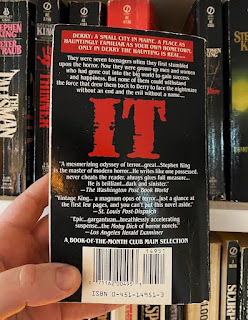 STEPHEN
KING
DERRY: A SMALL CITY IN MAINE, A PLACE AS
HAUNTINGLY FAMILIAR AS YOUR OWN HOMETOWN.
ONLY IN DERRY THE HAUNTING IS REAL...
They were seven teenagers when they first stumbled
upon the horror. Now they were grown-up men and women
who had gone out into the big world to gain success
and happiness. But none of them could withstand
the force that drew them back to Derry to face the nightmare
without an end and the evil without a name...
IT
"A mesmerizing odyssey of terror...great...Stephen King
is the master of modern horror...He writes like one possessed,
never cheats the reader, always gives full measure...
He is brilliant...dark and sinister."
—The Washington Post Book World
"Vintage King... a magnum opus of terror...just a glance at
the first few pages, and you can't put this novel aside."
—St. Louis Post-Dispatch
"Epic...gargantuan...breathlessly accelerating
suspense...the Moby Dick of horror novels."
—Los Angeles Herald Examiner
A BOOK-OF-THE-MONTH CLUB MAIN SELECTION
14951
ISBN 0-451-14951-3